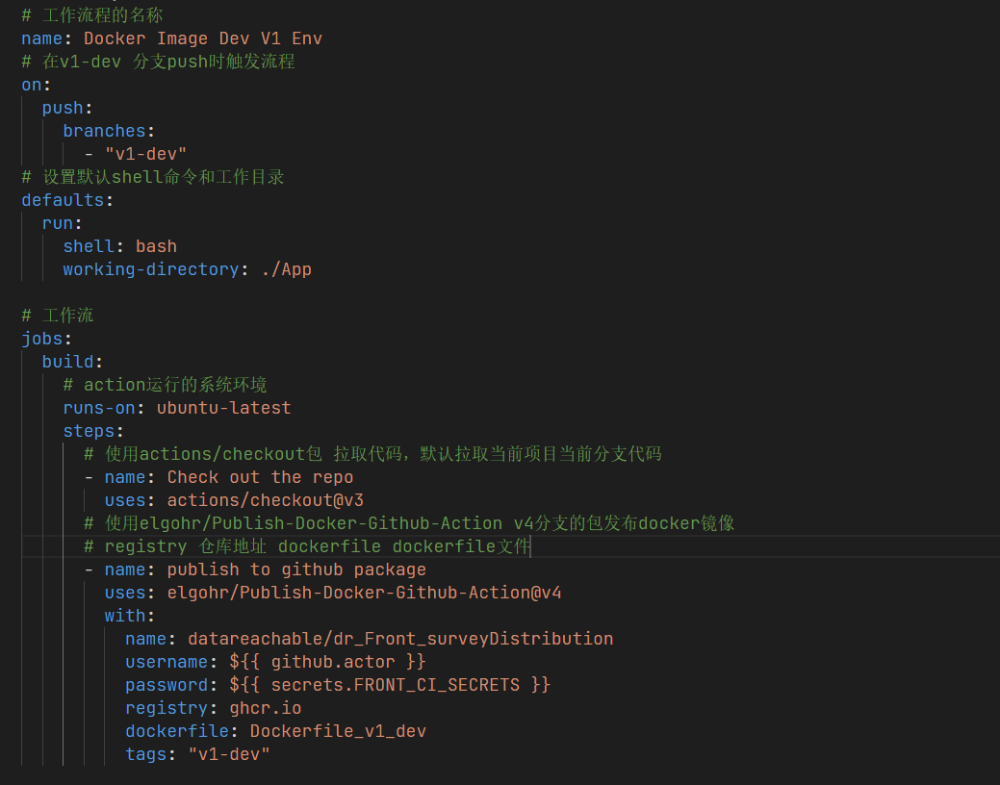 # 工作流程的名称
name: Docker Image Dev V1 Env
# 在v1-dev 分支push时触发流程
on:
  push:
    branches:
      - "v1-dev"
# 设置默认shell命令和工作目录
defaults:
  run:
    shell: bash
    working-directory: ./App

# 工作流
jobs:
  build:
    # action运行的系统环境
    runs-on: ubuntu-latest
    steps:
      # 使用actions/checkout包 拉取代码，默认拉取当前项目当前分支代码
      - name: Check out the repo
        uses: actions/checkout@v3
      # 使用elgohr/Publish-Docker-Github-Action v4分支的包发布docker镜像
      # registry 仓库地址 dockerfile dockerfile文件
      - name: publish to github package
        uses: elgohr/Publish-Docker-Github-Action@v4
        with:
          name: datareachable/dr_Front_surveyDistribution
          username: ${{ github.actor }}
          password: ${{ secrets.FRONT_CI_SECRETS }}
          registry: ghcr.io
          dockerfile: Dockerfile_v1_dev
          tags: "v1-dev"